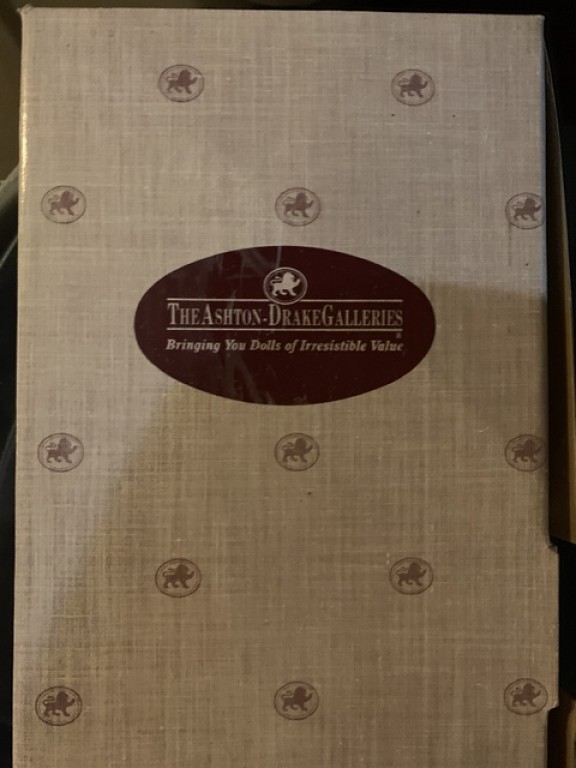 The Ashton-Drake Galleries
®
Bringing You Dolls of Irresistible Value